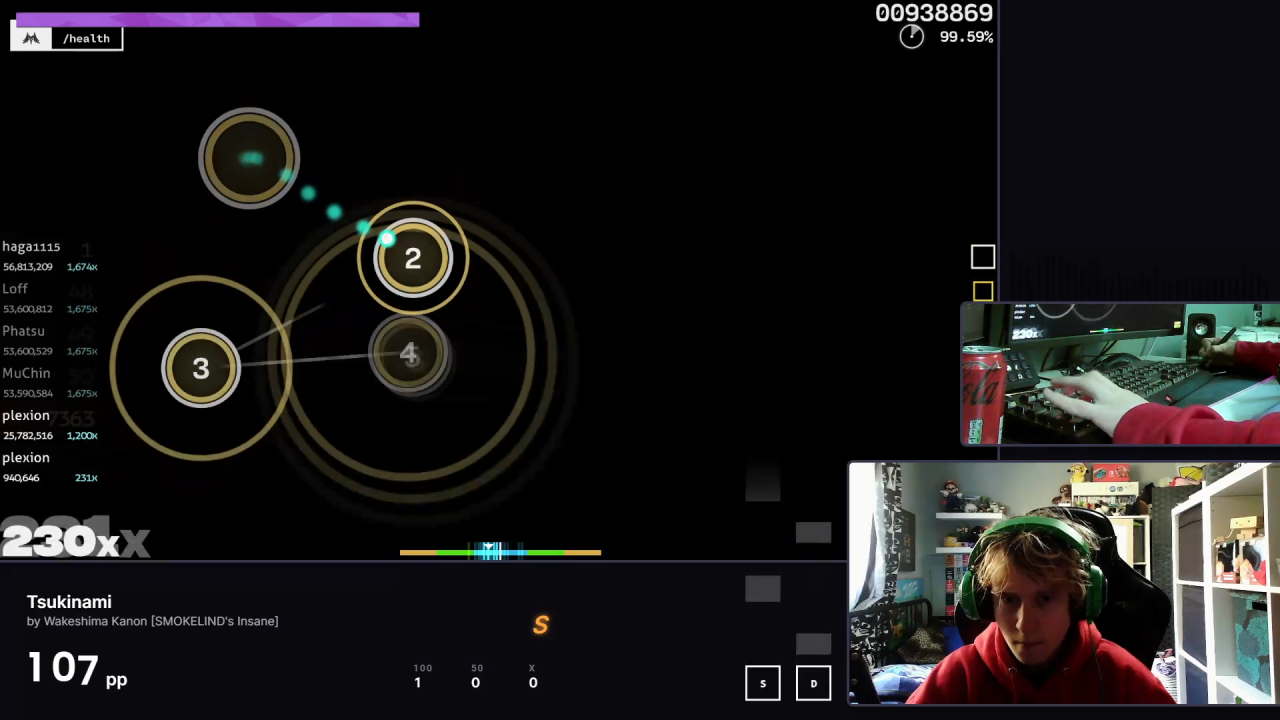 /health
00938869
99.59%
2
3
4
haga1115
56,813,209 1,674x
Loff
53,600,812 1,675x
Phatsu
53,600,529 1,675x
MuChin
53,590,584 1,675x
plexion
25,782,516 1,200x
plexion
940,646 231x
230x
Tsukinami
by Wakeshima Kanon [SMOKELIND's Insane]
107 pp
S
100 50 X
1 0 0
S D